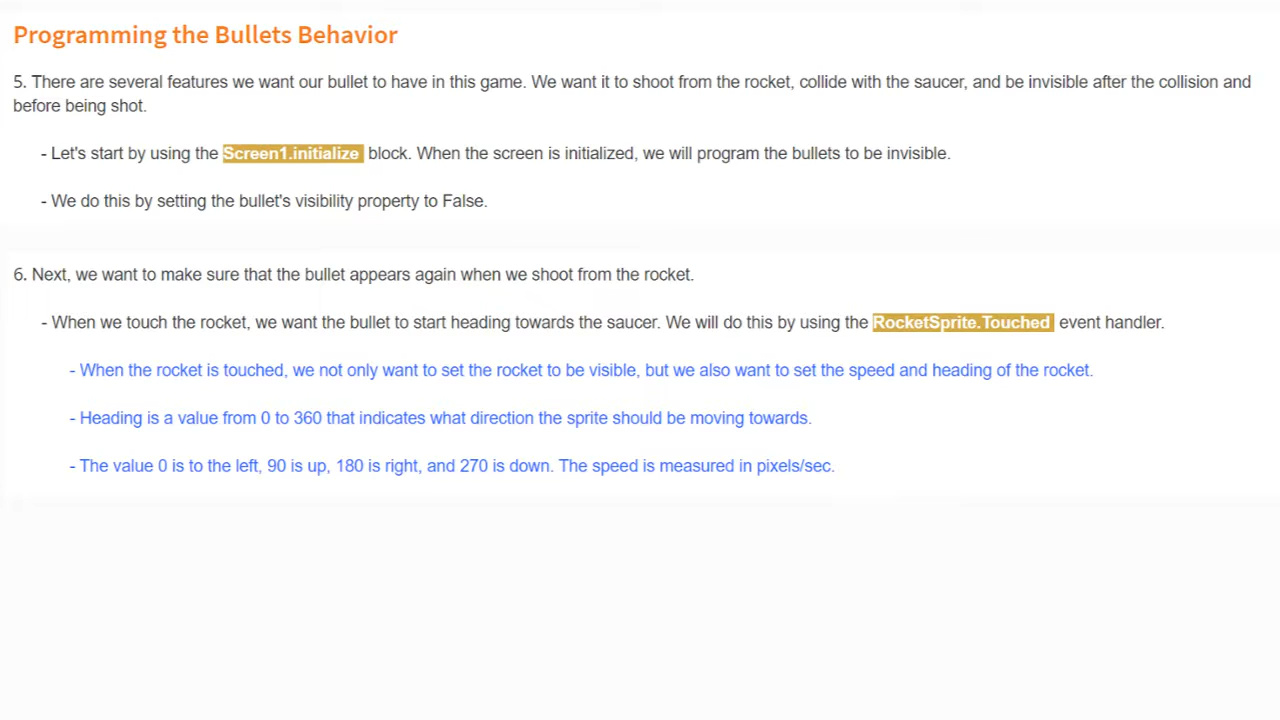 Programming the Bullets Behavior
5. There are several features we want our bullet to have in this game. We want it to shoot from the rocket, collide with the saucer, and be invisible after the collision and
before being shot.
- Let's start by using the Screen1.initialize block. When the screen is initialized, we will program the bullets to be invisible.
- We do this by setting the bullet's visibility property to False.
6. Next, we want to make sure that the bullet appears again when we shoot from the rocket.
- When we touch the rocket, we want the bullet to start heading towards the saucer. We will do this by using the RocketSprite.Touched event handler.
- When the rocket is touched, we not only want to set the rocket to be visible, but we also want to set the speed and heading of the rocket.
- Heading is a value from 0 to 360 that indicates what direction the sprite should be moving towards.
- The value 0 is to the left, 90 is up, 180 is right, and 270 is down. The speed is measured in pixels/sec.